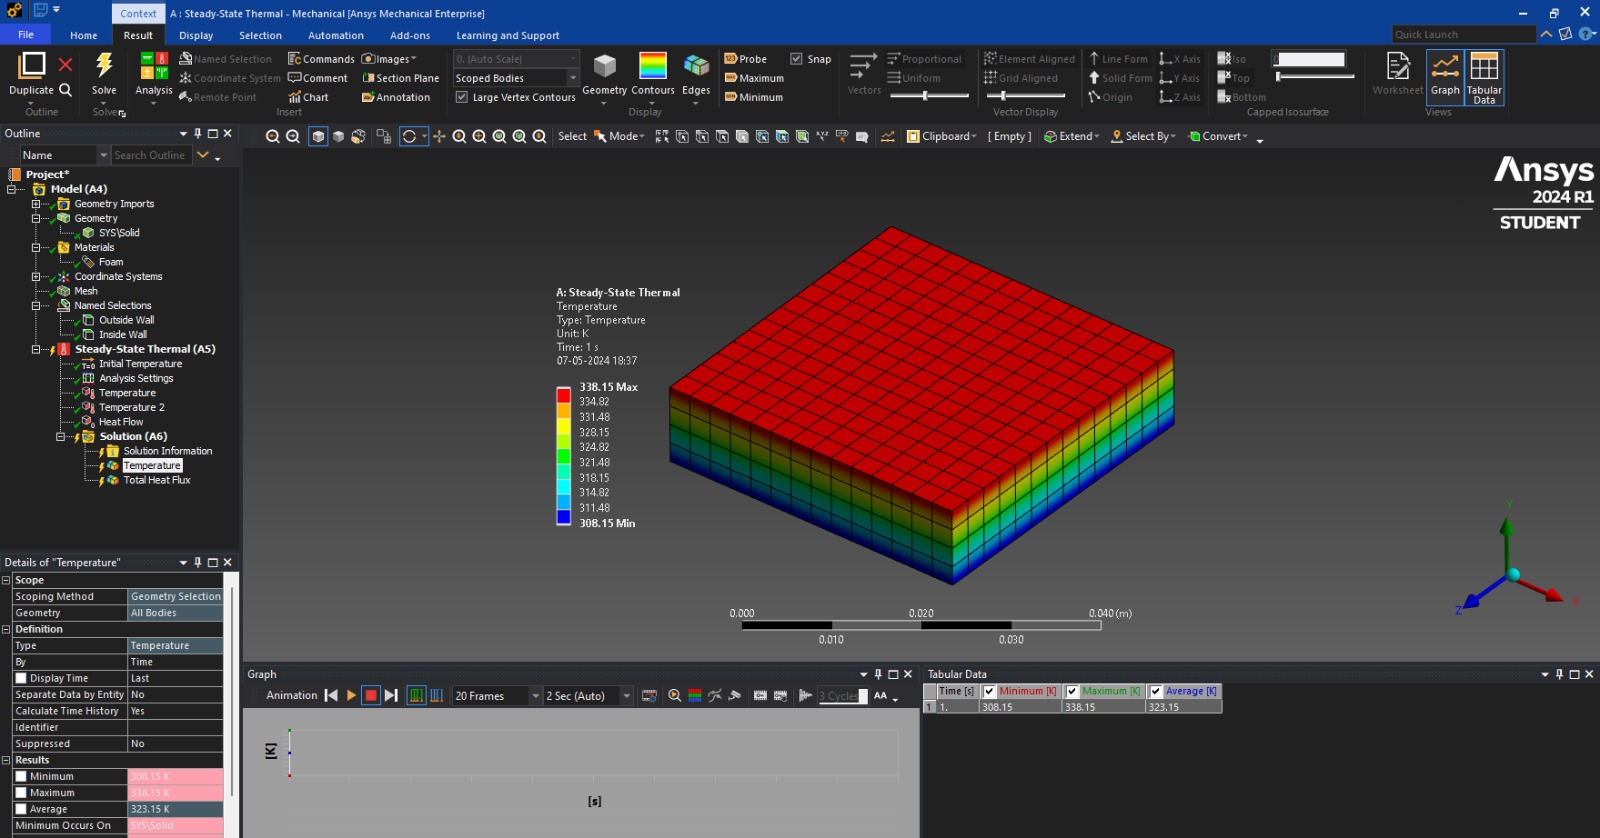 Context
A : Steady-State Thermal - Mechanical [Ansys Mechanical Enterprise]
File Home Result Display Selection Automation Add-ons Learning and Support
Quick Launch
Duplicate
Outline
Solve
Solver
Analysis
Named Selection
Coordinate System
Remote Point
Commands
Comment
Chart
Images
Section Plane
Annotation
Insert
0. (Auto Scale)
Scoped Bodies
Large Vertex Contours
Geometry Contours Edges
Display
Probe
Maximum
Minimum
Snap
Vectors
Proportional
Uniform
Element Aligned
Grid Aligned
Line Form
Solid Form
Origin
X Axis
Y Axis
Z Axis
Vector Display
Iso
Top
Bottom
Capped Isosurface
Worksheet Graph Tabular Data
Views
Outline
Name Search Outline
Select Mode
Clipboard [ Empty ] Extend Select By Convert
Project*
Model (A4)
Geometry Imports
Geometry
SYS\Solid
Materials
Foam
Coordinate Systems
Mesh
Named Selections
Outside Wall
Inside Wall
Steady-State Thermal (A5)
Initial Temperature
Analysis Settings
Temperature
Temperature 2
Heat Flow
Solution (A6)
Solution Information
Temperature
Total Heat Flux
Ansys
2024 R1
STUDENT
A: Steady-State Thermal
Temperature
Type: Temperature
Unit: K
Time: 1 s
07-05-2024 18:37
338.15 Max
334.82
331.48
328.15
324.82
321.48
318.15
314.82
311.48
308.15 Min
Y
X
Z
0.000 0.020 0.040 (m)
0.010 0.030
Details of "Temperature"
Scope
Scoping Method Geometry Selection
Geometry All Bodies
Definition
Type Temperature
By Time
Display Time Last
Separate Data by Entity No
Calculate Time History Yes
Identifier
Suppressed No
Results
Minimum 308.15 K
Maximum 338.15 K
Average 323.15 K
Minimum Occurs On SYS\Solid
Graph
Animation 20 Frames 2 Sec (Auto) 3 Cycles AA
[K]
[s]
Tabular Data
Time [s] Minimum [K] Maximum [K] Average [K]
1 1. 308.15 338.15 323.15